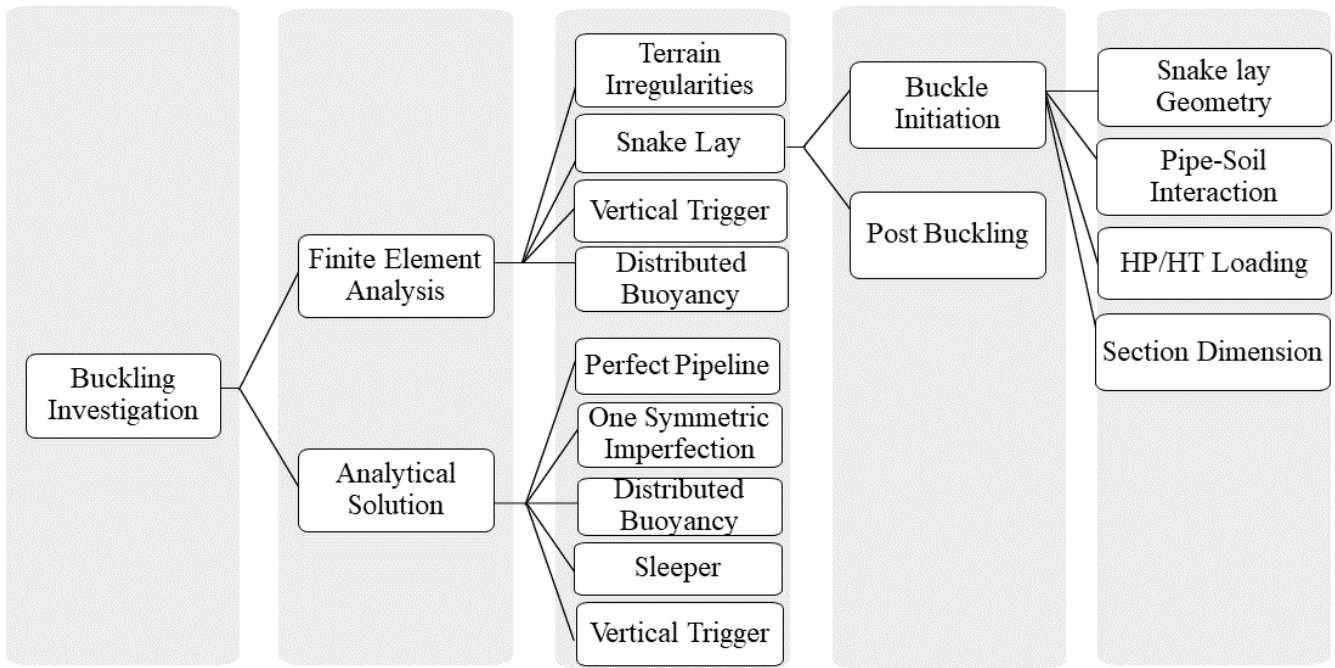 Buckling
Investigation
Finite Element
Analysis
Analytical
Solution
Terrain
Irregularities
Snake Lay
Vertical Trigger
Distributed
Buoyancy
Perfect Pipeline
One Symmetric
Imperfection
Distributed
Buoyancy
Sleeper
Vertical Trigger
Buckle
Initiation
Post Buckling
Snake lay
Geometry
Pipe-Soil
Interaction
HP/HT Loading
Section Dimension